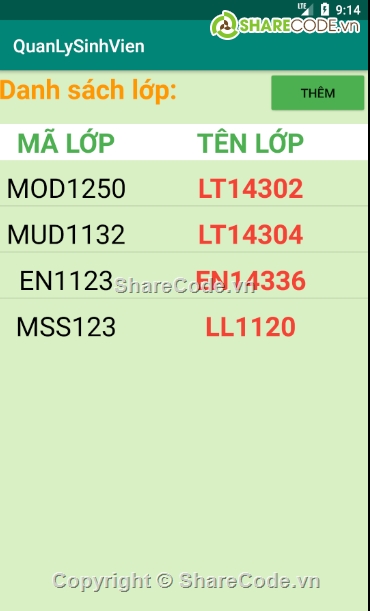 LTE 9:14
SHARECODE.vn
QuanLySinhVien
Danh sách lớp:
THÊM
MÃ LỚP TÊN LỚP
MOD1250 LT14302
MUD1132 LT14304
EN1123 EN14336
ShareCode.vn
MSS123 LL1120
Copyright © ShareCode.vn